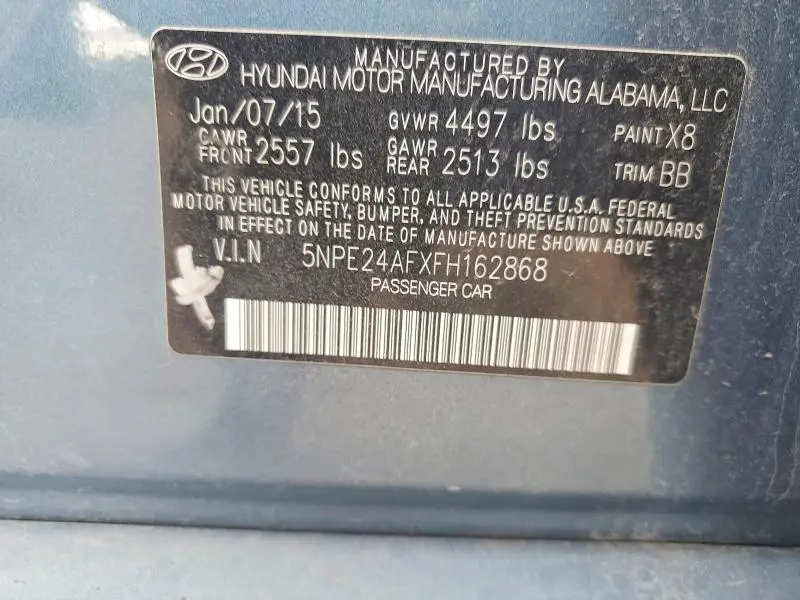 MANUFACTURED BY
HYUNDAI MOTOR MANUFACTURING ALABAMA, LLC
Jan/07/15 GVWR 4497 lbs PAINT X8
GAWR FRONT 2557 lbs GAWR REAR 2513 lbs TRIM BB
THIS VEHICLE CONFORMS TO ALL APPLICABLE U.S.A. FEDERAL
MOTOR VEHICLE SAFETY, BUMPER, AND THEFT PREVENTION STANDARDS
IN EFFECT ON THE DATE OF MANUFACTURE SHOWN ABOVE
V.I.N 5NPE24AFXFH162868
PASSENGER CAR